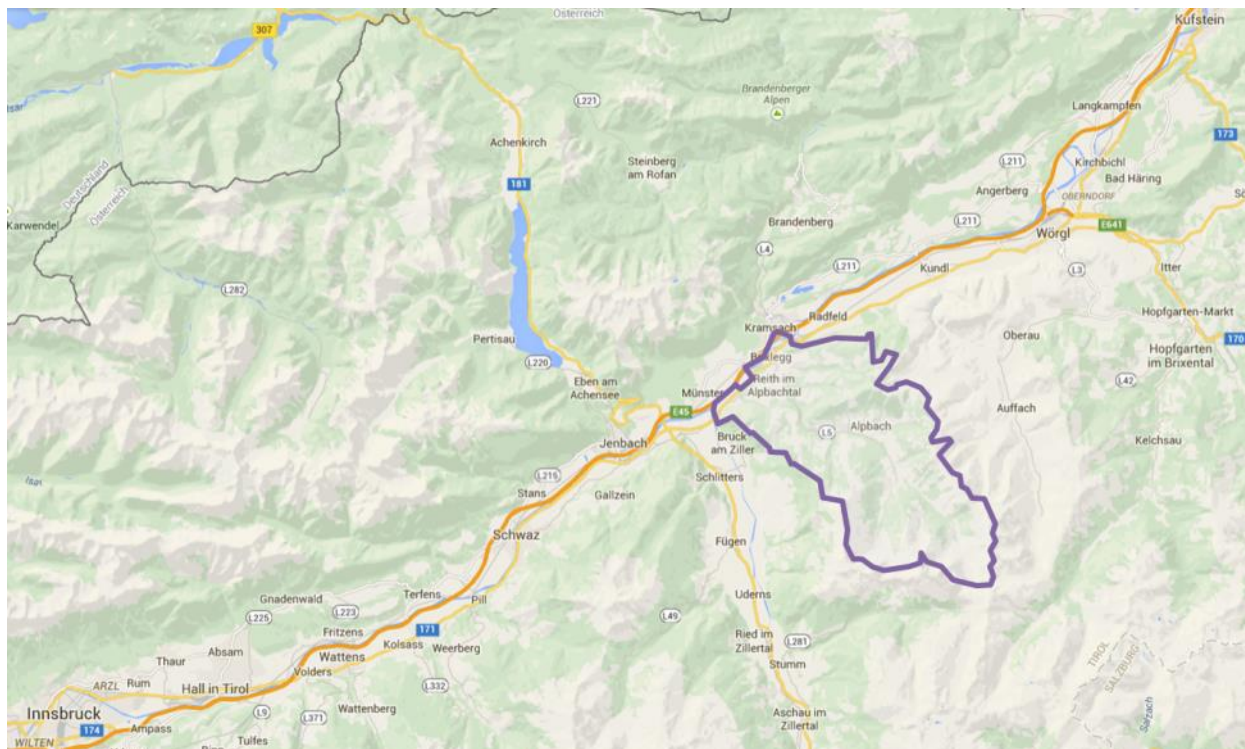 Österreich
Kufstein
307
L221
Brandenberger
Alpen
Langkampfen
173
Achenkirch
Steinberg
am Rofan
L211
Kirchbichl
Bad Häring
Deutschland
Österreich
181
Angerberg
OBERNDORF
Karwendel
Brandenberg
L211
Wörgl
E641
L4
L211
Kundl
L3
Itter
L282
Kramsach
Radfeld
Hopfgarten-Markt
Pertisau
Oberau
170
L220
Brixlegg
Hopfgarten
im Brixental
Eben am
Achensee
Münster
Reith im
Alpbachtal
L42
E45
Auffach
L5
Alpbach
Jenbach
Bruck
am Ziller
Kelchsau
L215
Schlitters
Isar
Stans
Gallzein
Schwaz
Fügen
Gnadenwald
Terfens
L223
Pill
Uderns
L225
L49
Fritzens
171
Absam
Kolsass
Weerberg
Ried im
Zillertal
L281
Thaur
Wattens
TIROL
SALZBURG
Stumm
ARZL
Rum
Volders
Hall in Tirol
L332
Innsbruck
Wattenberg
Aschau im
Zillertal
L9
L371
Salzach
174
Ampass
WILTEN
Tulfes